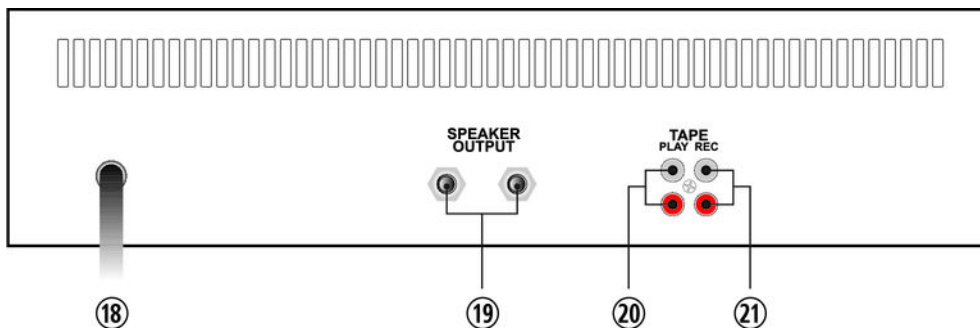 SPEAKER
OUTPUT
TAPE
PLAY REC
⑱ ⑲ ⑳ ㉑